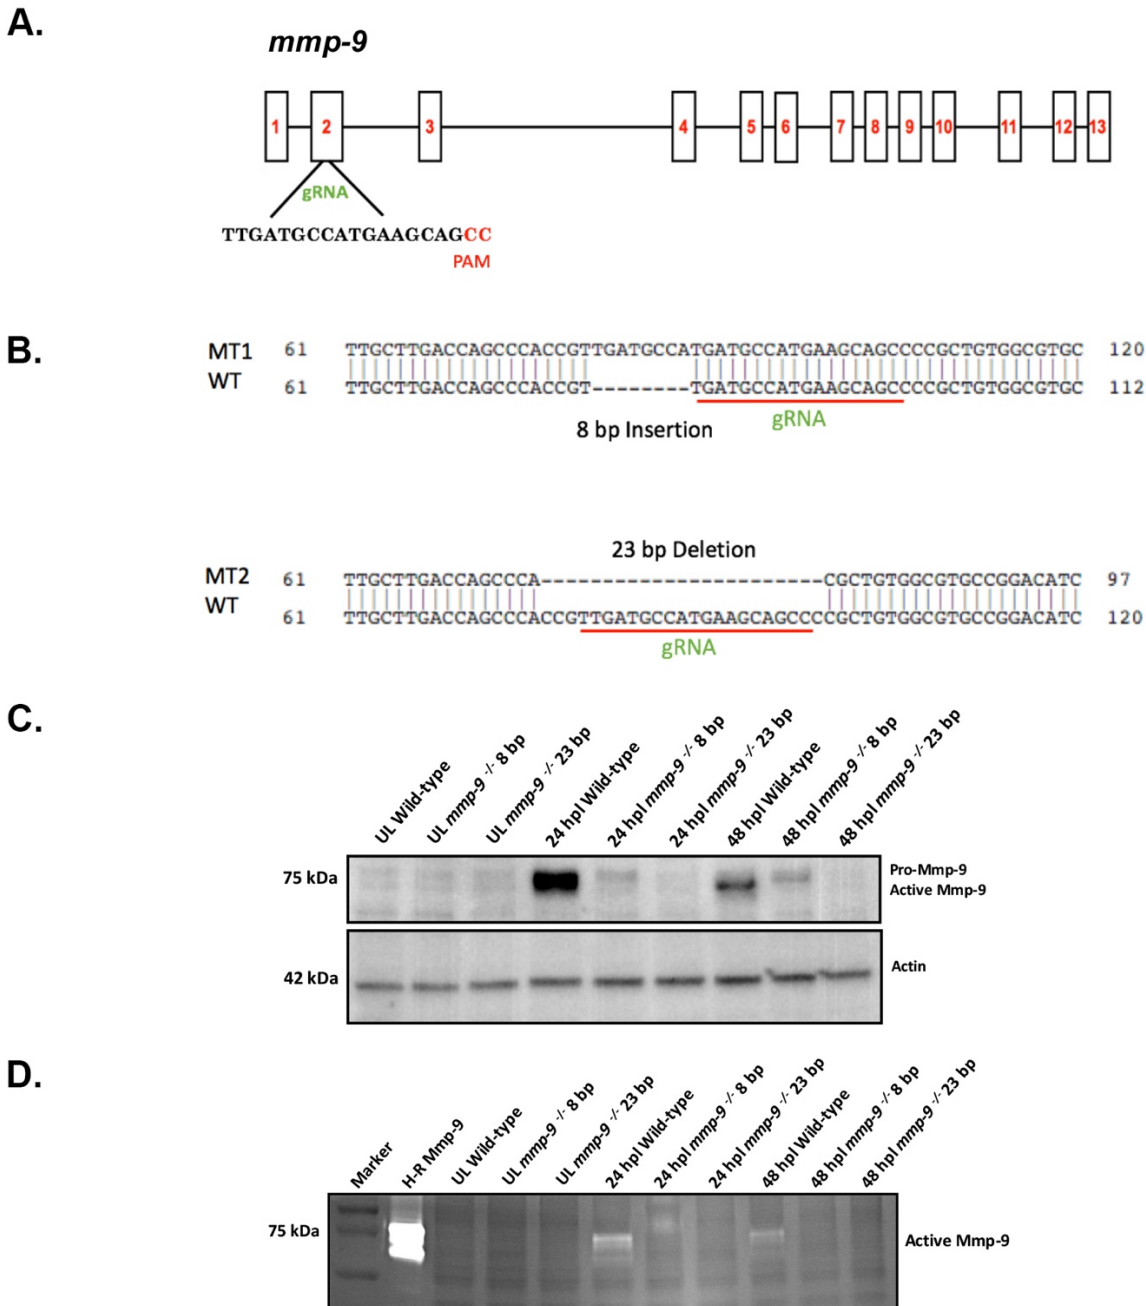 A.
mmp-9
1 2 3 4 5 6 7 8 9 10 11 12 13
gRNA
TTGATGCCATGAAGCAGCC
PAM
B.
MT1 61 TTGCTTGACCAGCCCACCGTTGATGCCATGATGCCATGAAGCAGCCCCGCTGTGGCGTGC 120
WT 61 TTGCTTGACCAGCCCACCGT--------TGATGCCATGAAGCAGCCCCGCTGTGGCGTGC 112
gRNA
8 bp Insertion
23 bp Deletion
MT2 61 TTGCTTGACCAGCCCA-----------------------CGCTGTGGCGTGCCGGACATC 97
WT 61 TTGCTTGACCAGCCCACCGTTGATGCCATGAAGCAGCCCCGCTGTGGCGTGCCGGACATC 120
gRNA
C.
UL Wild-type
UL mmp-9 -/- 8 bp
UL mmp-9 -/- 23 bp
24 hpl Wild-type
24 hpl mmp-9 -/- 8 bp
24 hpl mmp-9 -/- 23 bp
48 hpl Wild-type
48 hpl mmp-9 -/- 8 bp
48 hpl mmp-9 -/- 23 bp
75 kDa
Pro-Mmp-9
Active Mmp-9
42 kDa
Actin
D.
Marker
H-R Mmp-9
UL Wild-type
UL mmp-9 -/- 8 bp
UL mmp-9 -/- 23 bp
24 hpl Wild-type
24 hpl mmp-9 -/- 8 bp
24 hpl mmp-9 -/- 23 bp
48 hpl Wild-type
48 hpl mmp-9 -/- 8 bp
48 hpl mmp-9 -/- 23 bp
75 kDa
Active Mmp-9